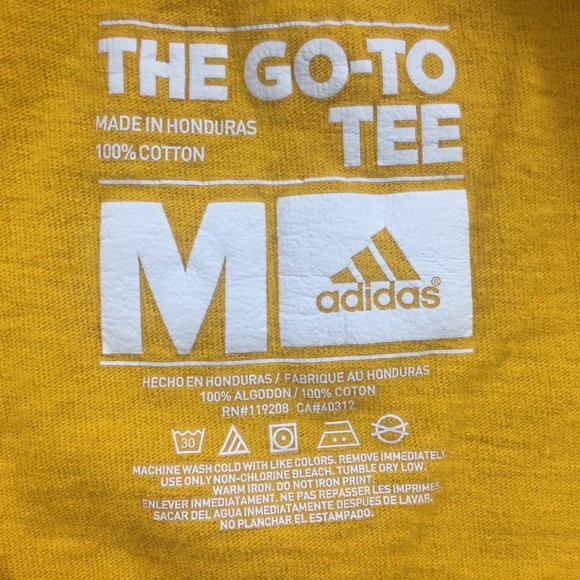 THE GO-TO
TEE
MADE IN HONDURAS
100% COTTON
M
adidas®
HECHO EN HONDURAS / FABRIQUE AU HONDURAS
100% ALGODON / 100% COTON
RN#119208 CA#40312
30
MACHINE WASH COLD WITH LIKE COLORS. REMOVE IMMEDIATELY.
USE ONLY NON-CHLORINE BLEACH. TUMBLE DRY LOW.
WARM IRON. DO NOT IRON PRINT.
ENLEVER INMEDIATAMENT. NE PAS REPASSER LES IMPRIMES
SACAR DEL AGUA INMEDIATAMENTE DESPUES DE LAVAR.
NO PLANCHAR EL ESTAMPADO.